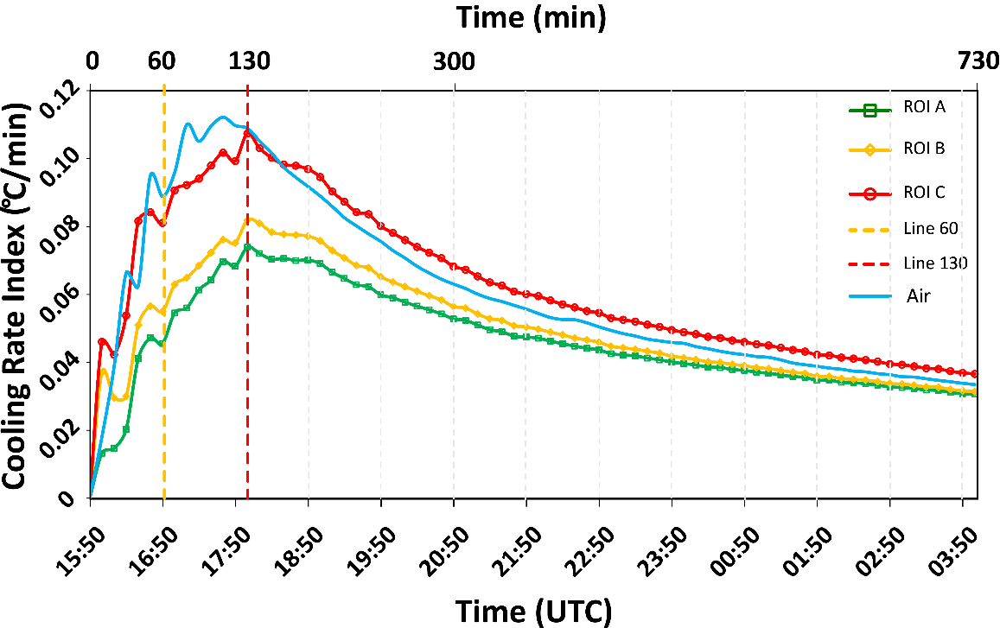 Time (min)
0 60 130 300 730
Cooling Rate Index (°C/min)
0.12
0.10
0.08
0.06
0.04
0.02
0
ROI A
ROI B
ROI C
Line 60
Line 130
Air
15:50 16:50 17:50 18:50 19:50 20:50 21:50 22:50 23:50 00:50 01:50 02:50 03:50
Time (UTC)